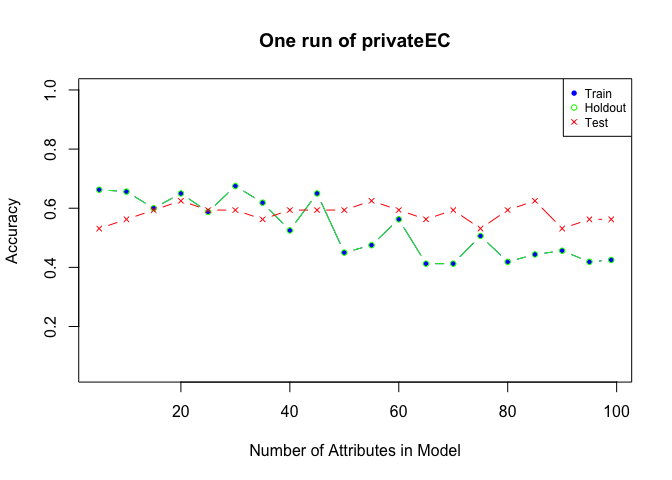 One run of privateEC
Train
Holdout
Test
Accuracy
1.0
0.8
0.6
0.4
0.2
20 40 60 80 100
Number of Attributes in Model